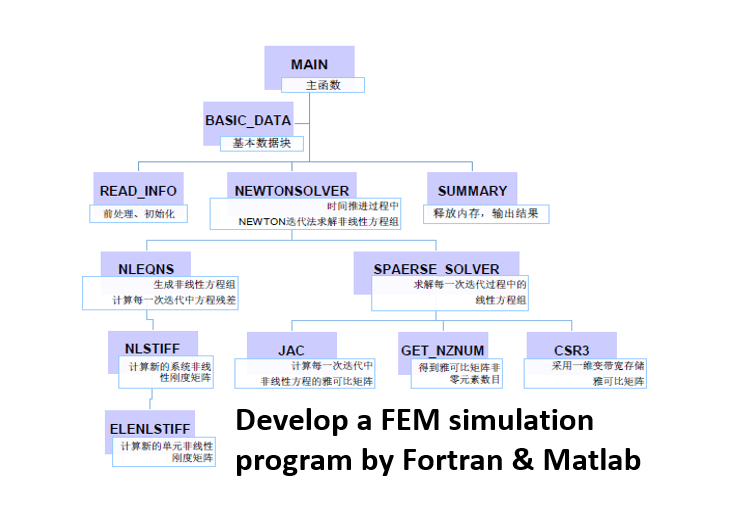 MAIN
主函数
BASIC_DATA
基本数据块
READ_INFO
前处理、初始化
NEWTONSOLVER
时间推进过程中
NEWTON迭代法求解非线性方程组
SUMMARY
释放内存，输出结果
NLEQNS
生成非线性方程组
计算每一次迭代中方程残差
SPAERSE_SOLVER
求解每一次迭代过程中的
线性方程组
NLSTIFF
计算新的系统非线
性刚度矩阵
JAC
计算每一次迭代中
非线性方程的雅可比矩阵
GET_NZNUM
得到雅可比矩阵非
零元素数目
CSR3
采用一维变带宽存储
雅可比矩阵
ELENLSTIFF
计算新的单元非线性
刚度矩阵
Develop a FEM simulation
program by Fortran & Matlab